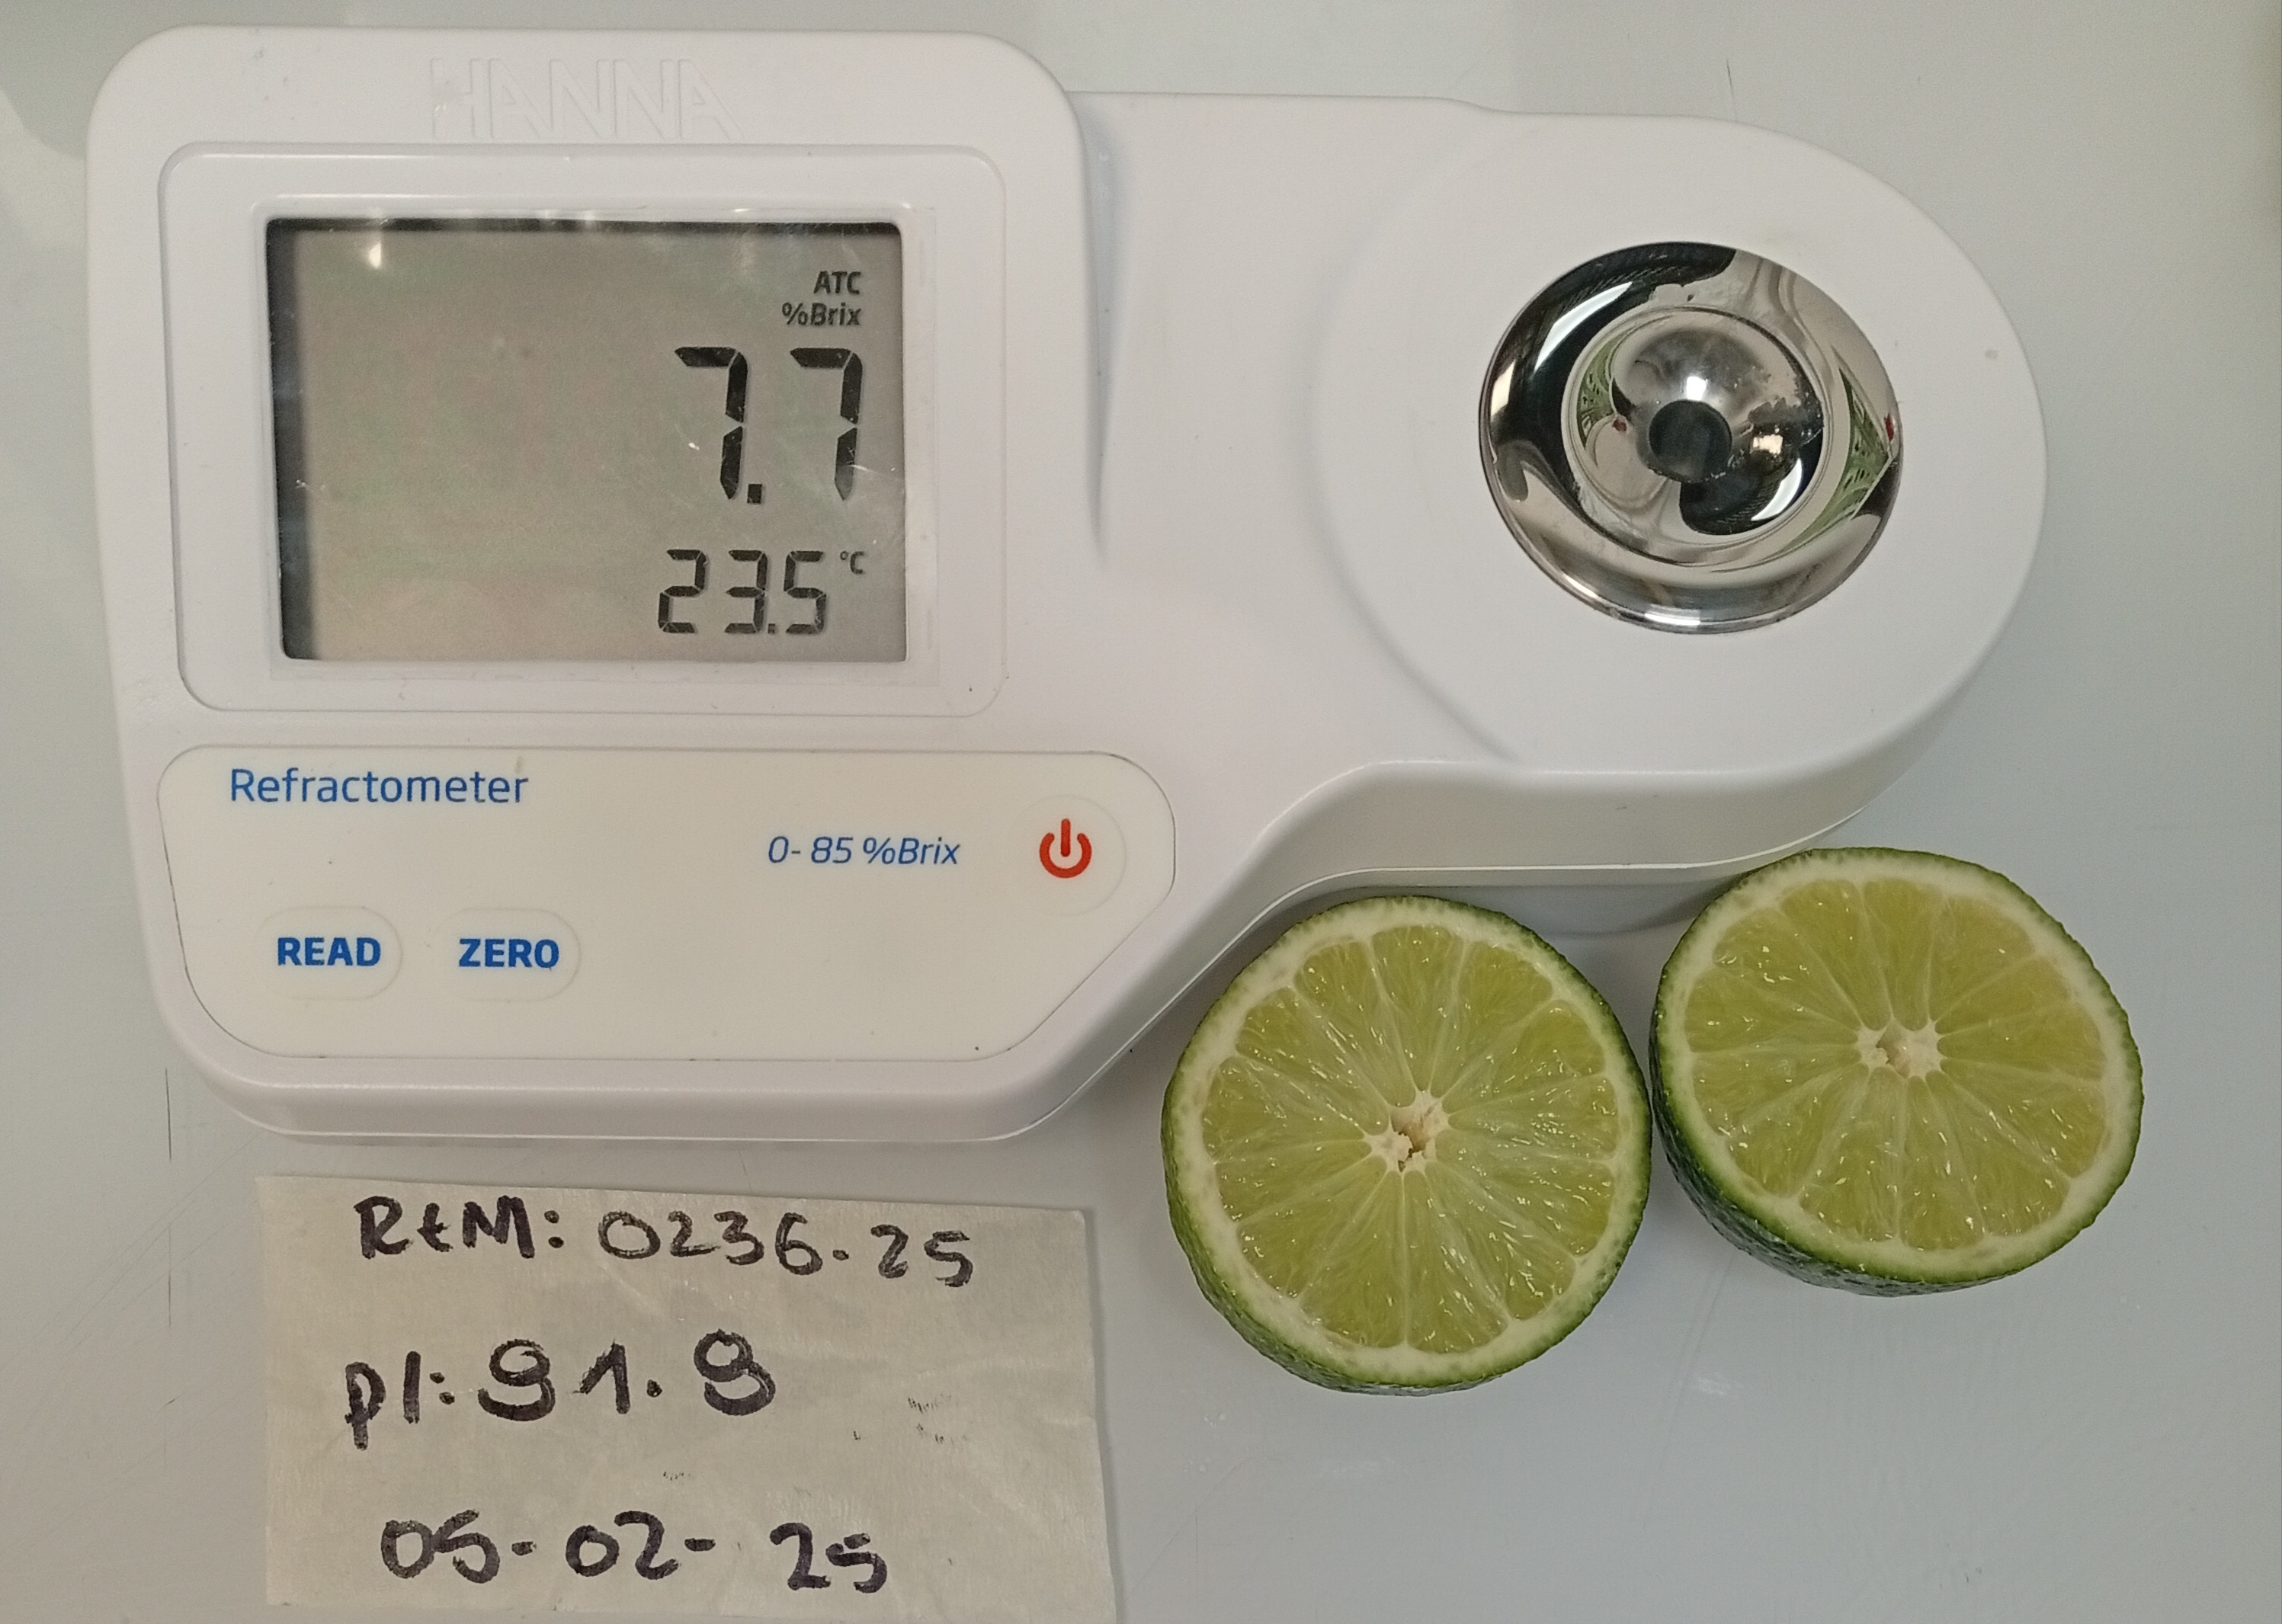 HANNA
ATC
%Brix
7.7
23.5 °C
Refractometer
0-85 %Brix
READ ZERO
RtM: 0236-25
pl: 91.9
05-02-25